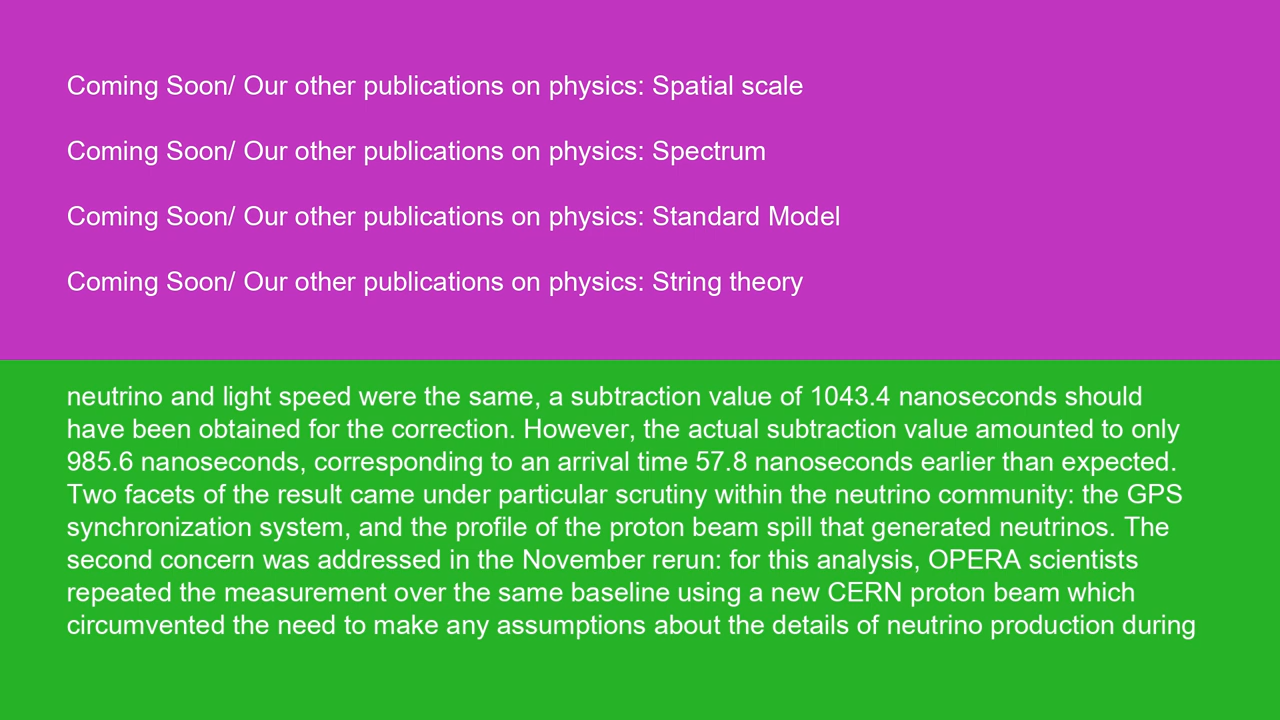 Coming Soon/ Our other publications on physics: Spatial scale
Coming Soon/ Our other publications on physics: Spectrum
Coming Soon/ Our other publications on physics: Standard Model
Coming Soon/ Our other publications on physics: String theory
neutrino and light speed were the same, a subtraction value of 1043.4 nanoseconds should
have been obtained for the correction. However, the actual subtraction value amounted to only
985.6 nanoseconds, corresponding to an arrival time 57.8 nanoseconds earlier than expected.
Two facets of the result came under particular scrutiny within the neutrino community: the GPS
synchronization system, and the profile of the proton beam spill that generated neutrinos. The
second concern was addressed in the November rerun: for this analysis, OPERA scientists
repeated the measurement over the same baseline using a new CERN proton beam which
circumvented the need to make any assumptions about the details of neutrino production during